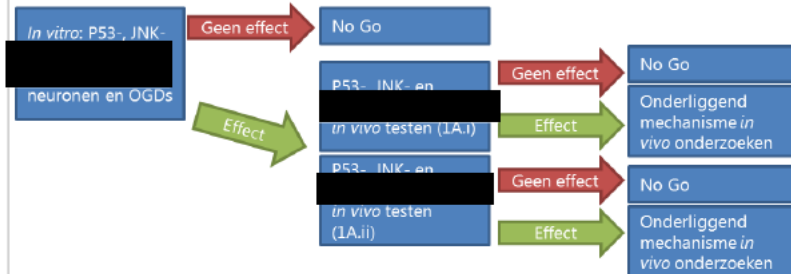 In vitro: P53-, JNK-
neuronen en OGDs
Geen effect
No Go
Effect
P53- JNK- en
in vivo testen (1A.i)
Geen effect
No Go
Effect
Onderliggend
mechanisme in
vivo onderzoeken
P53- JNK- en
in vivo testen
(1A.ii)
Geen effect
No Go
Effect
Onderliggend
mechanisme in
vivo onderzoeken